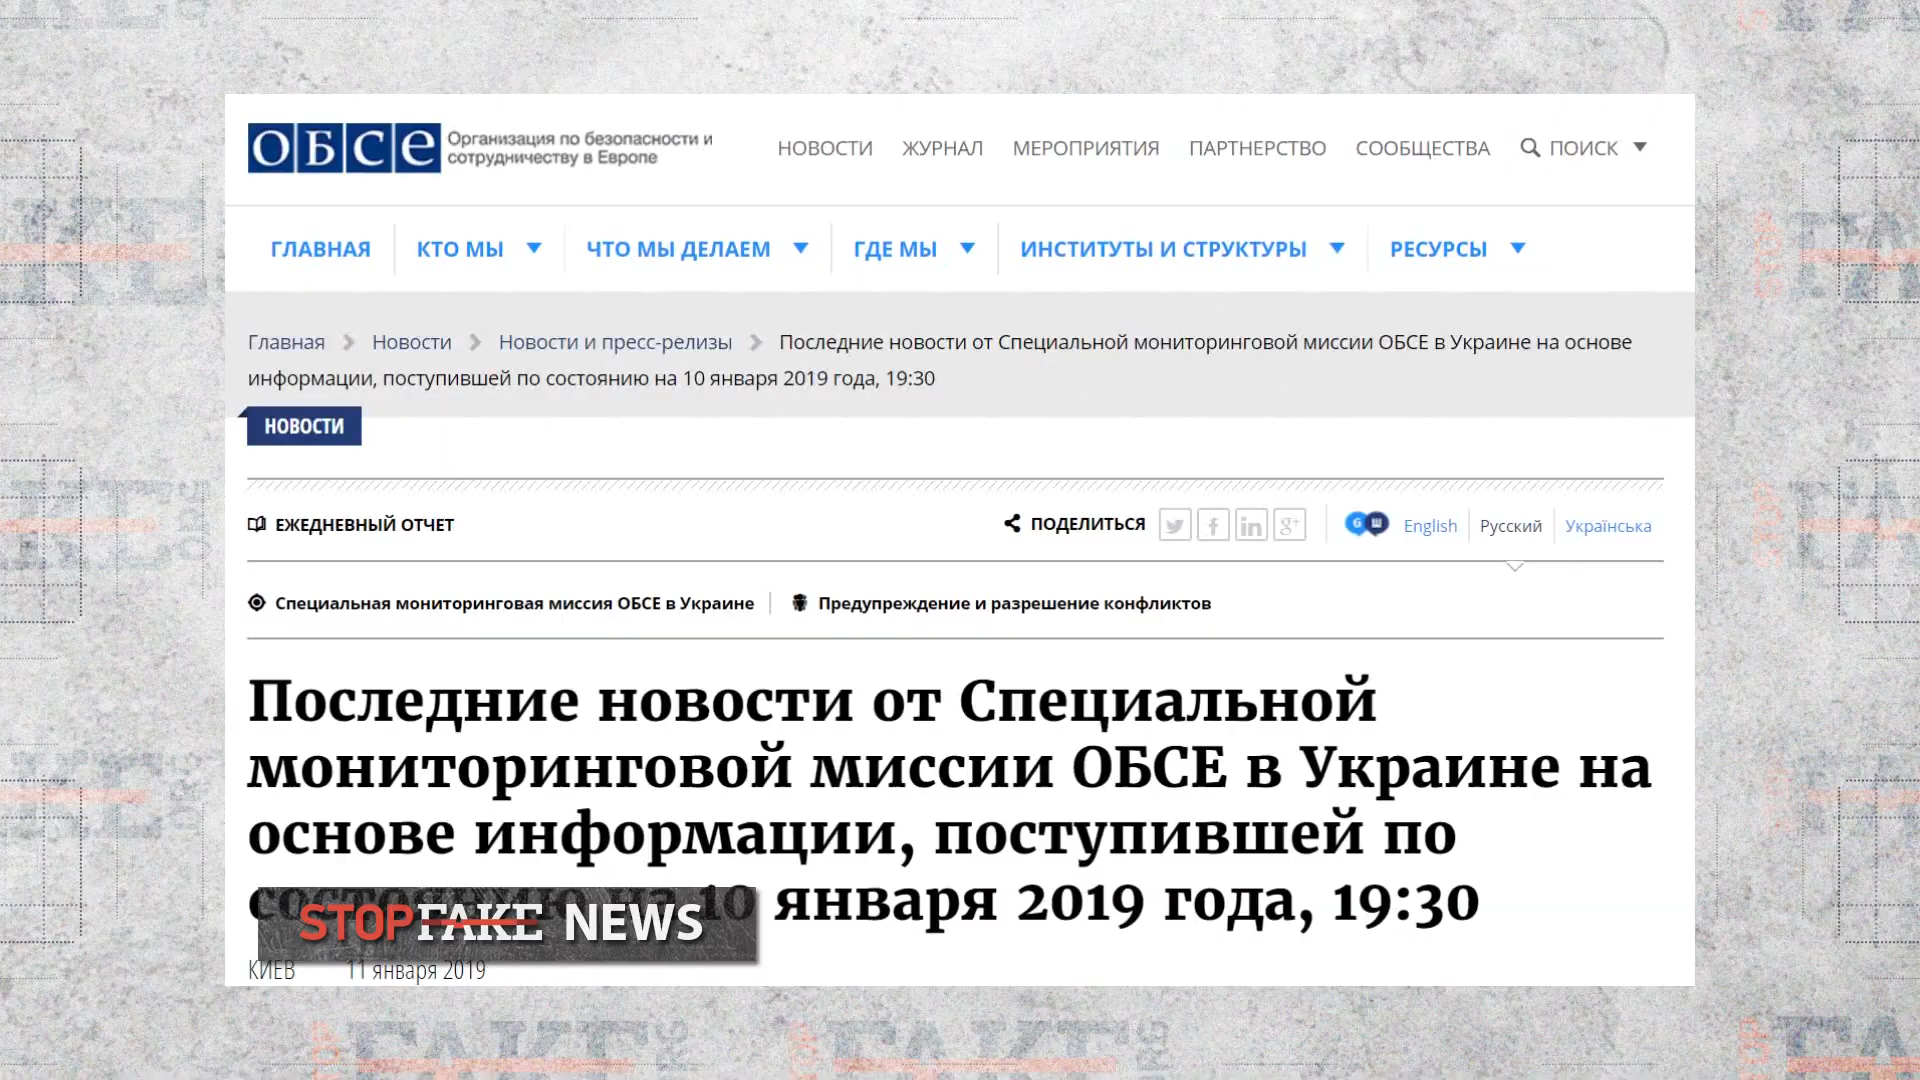 ОБСЕ Организация по безопасности и
сотрудничеству в Европе
НОВОСТИ ЖУРНАЛ МЕРОПРИЯТИЯ ПАРТНЕРСТВО СООБЩЕСТВА ПОИСК
ГЛАВНАЯ КТО МЫ ЧТО МЫ ДЕЛАЕМ ГДЕ МЫ ИНСТИТУТЫ И СТРУКТУРЫ РЕСУРСЫ
Главная Новости Новости и пресс-релизы Последние новости от Специальной мониторинговой миссии ОБСЕ в Украине на основе
информации, поступившей по состоянию на 10 января 2019 года, 19:30
НОВОСТИ
ЕЖЕДНЕВНЫЙ ОТЧЕТ ПОДЕЛИТЬСЯ English Русский Українська
Специальная мониторинговая миссия ОБСЕ в Украине Предупреждение и разрешение конфликтов
Последние новости от Специальной
мониторинговой миссии ОБСЕ в Украине на
основе информации, поступившей по
состоянию на 10 января 2019 года, 19:30
STOPFAKE NEWS
КИЕВ 11 января 2019